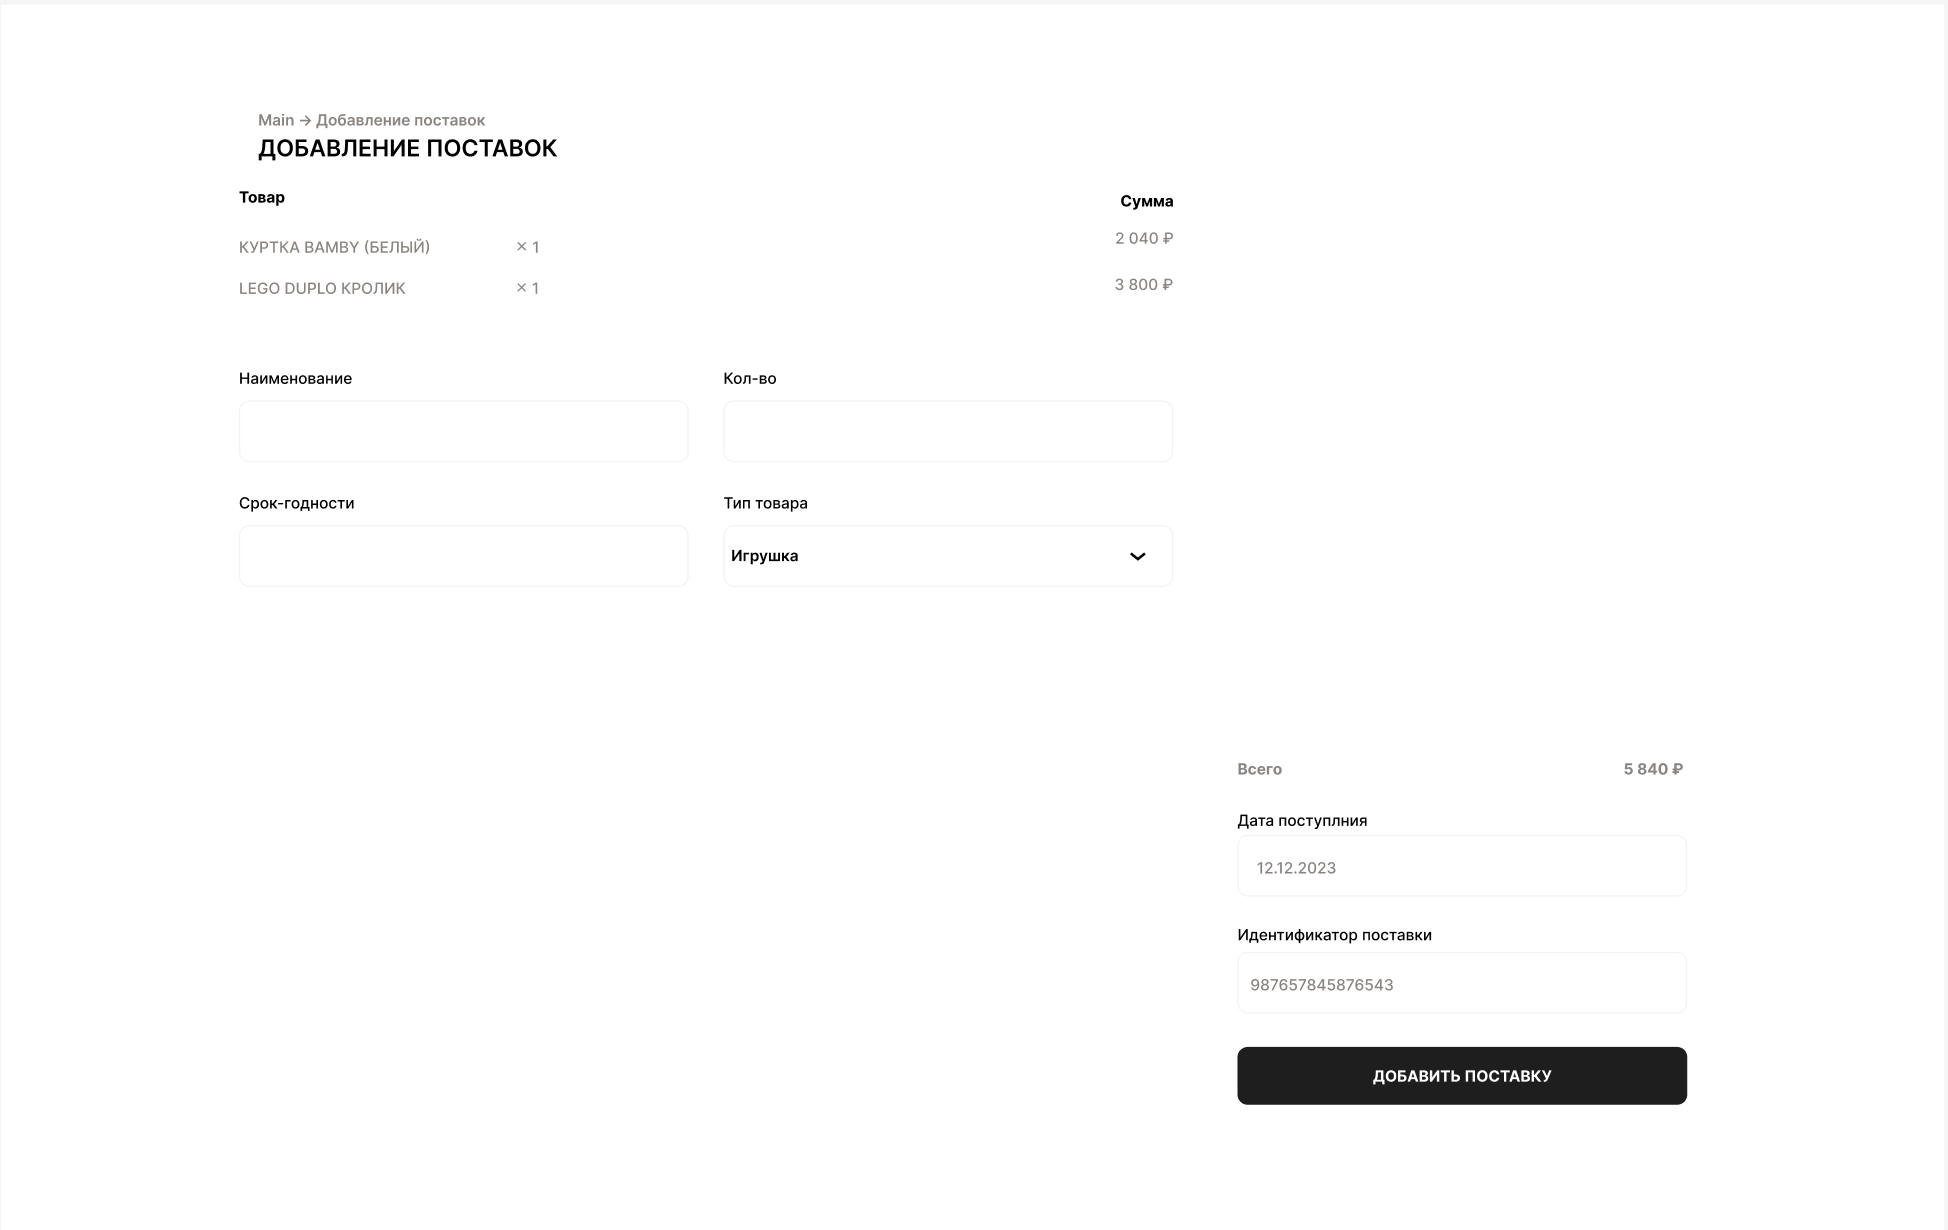 Main → Добавление поставок
ДОБАВЛЕНИЕ ПОСТАВОК
Товар Сумма
КУРТКА BAMBY (БЕЛЫЙ) × 1 2 040 ₽
LEGO DUPLO КРОЛИК × 1 3 800 ₽
Наименование Кол-во
Срок-годности Тип товара
Игрушка
Всего 5 840 ₽
Дата поступлния
12.12.2023
Идентификатор поставки
987657845876543
ДОБАВИТЬ ПОСТАВКУ